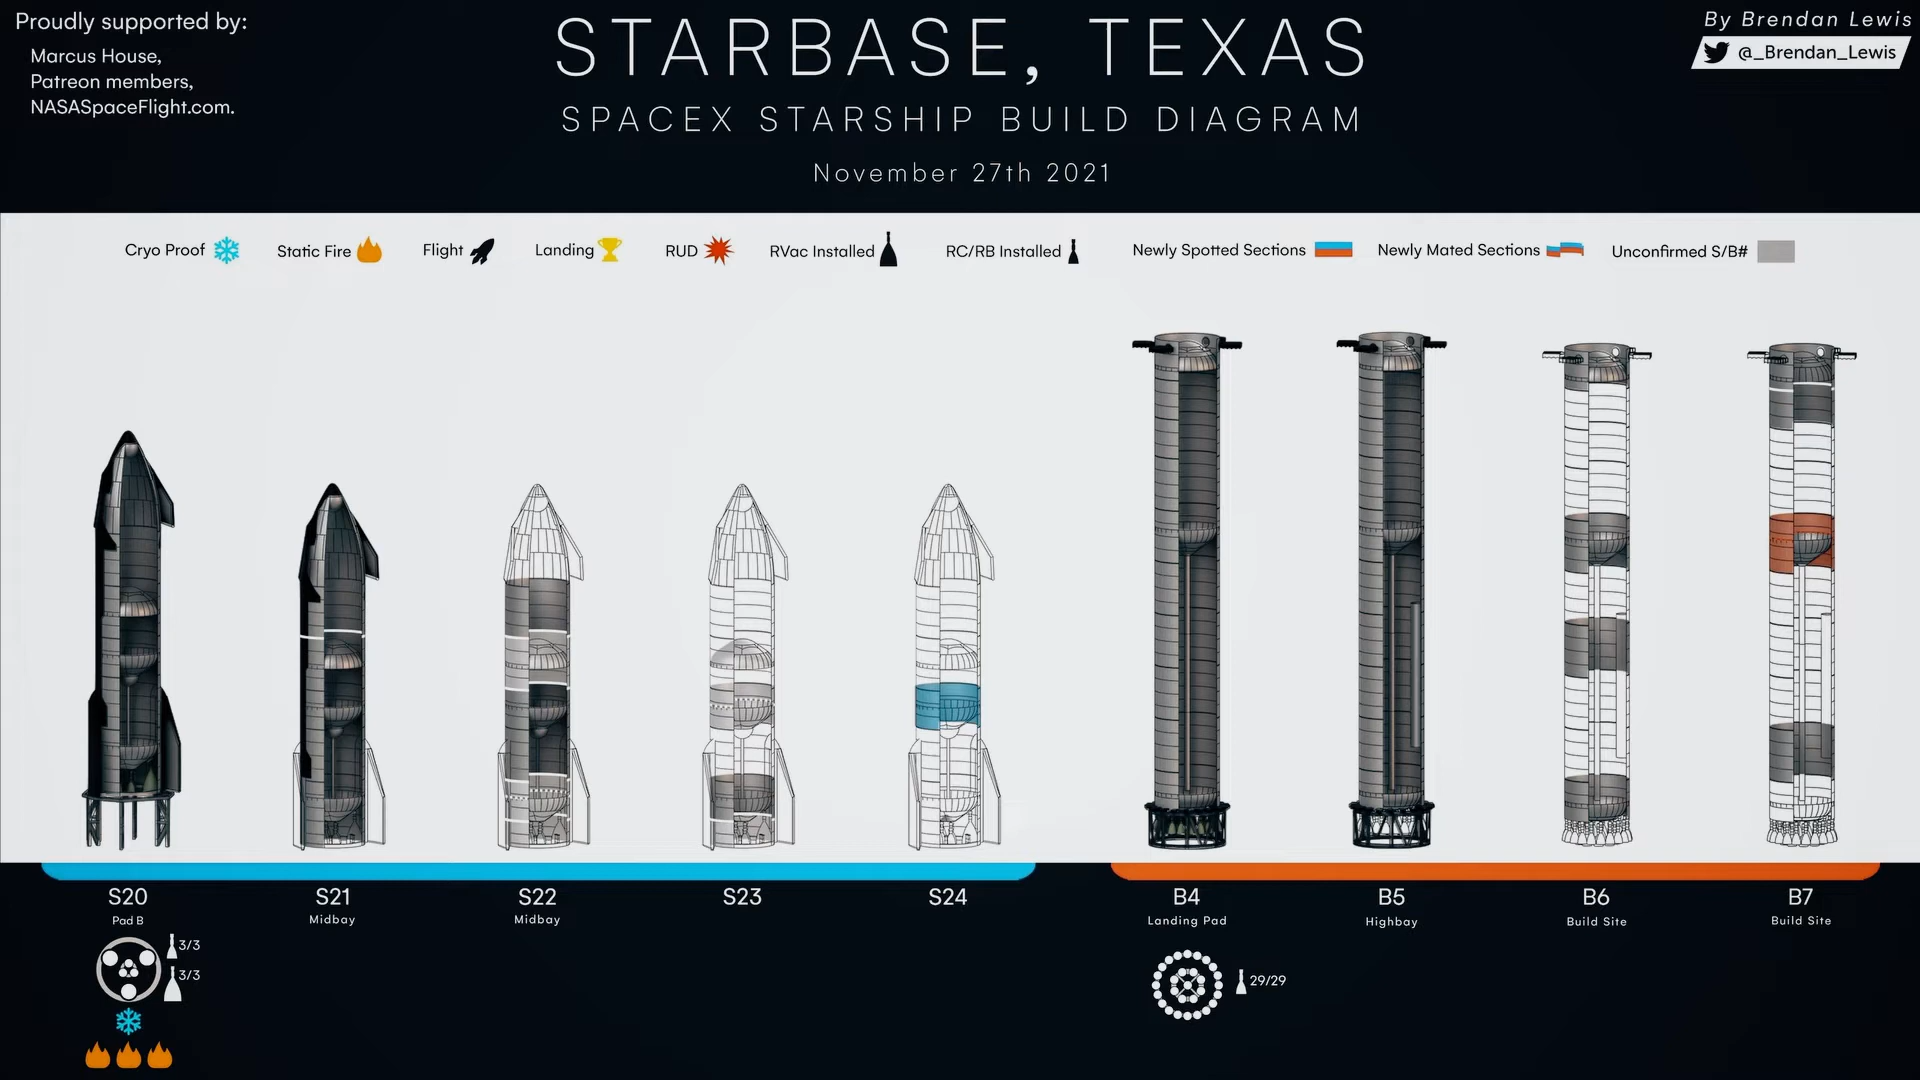 Proudly supported by:
Marcus House,
Patreon members,
NASASpaceFlight.com.
STARBASE, TEXAS
SPACEX STARSHIP BUILD DIAGRAM
November 27th 2021
By Brendan Lewis
@_Brendan_Lewis
Cryo Proof
Static Fire
Flight
Landing
RUD
RVac Installed
RC/RB Installed
Newly Spotted Sections
Newly Mated Sections
Unconfirmed S/B#
S20
Pad B
3/3
3/3
S21
Midbay
S22
Midbay
S23
S24
B4
Landing Pad
29/29
B5
Highbay
B6
Build Site
B7
Build Site